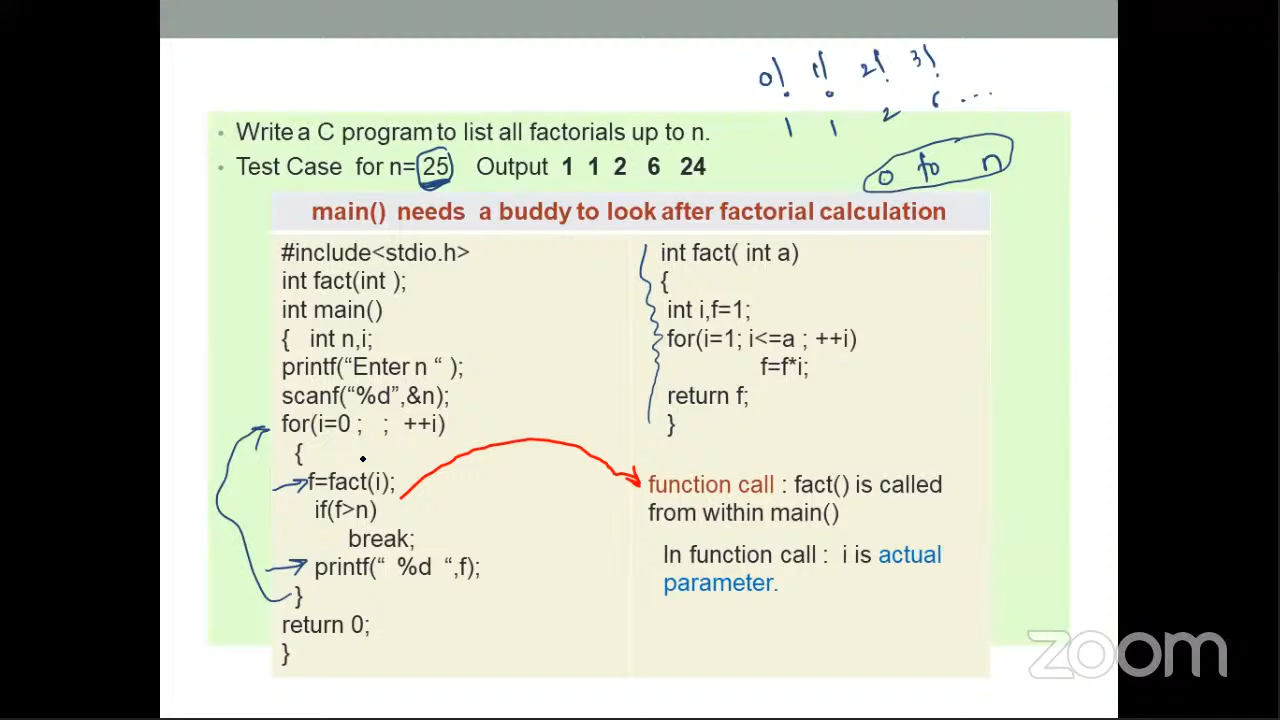 0! 1! 2! 3!
1 1 2 6 ...
• Write a C program to list all factorials up to n.
• Test Case for n= 25 Output 1 1 2 6 24
0 to n
main() needs a buddy to look after factorial calculation
#include<stdio.h>
int fact(int );
int main()
{ int n,i;
printf(“Enter n “ );
scanf(“%d”,&n);
for(i=0 ; ; ++i)
{
f=fact(i);
if(f>n)
break;
printf(“ %d “,f);
}
return 0;
}
int fact( int a)
{
int i,f=1;
for(i=1; i<=a ; ++i)
f=f*i;
return f;
}
function call : fact() is called
from within main()
In function call : i is actual
parameter.
zoom